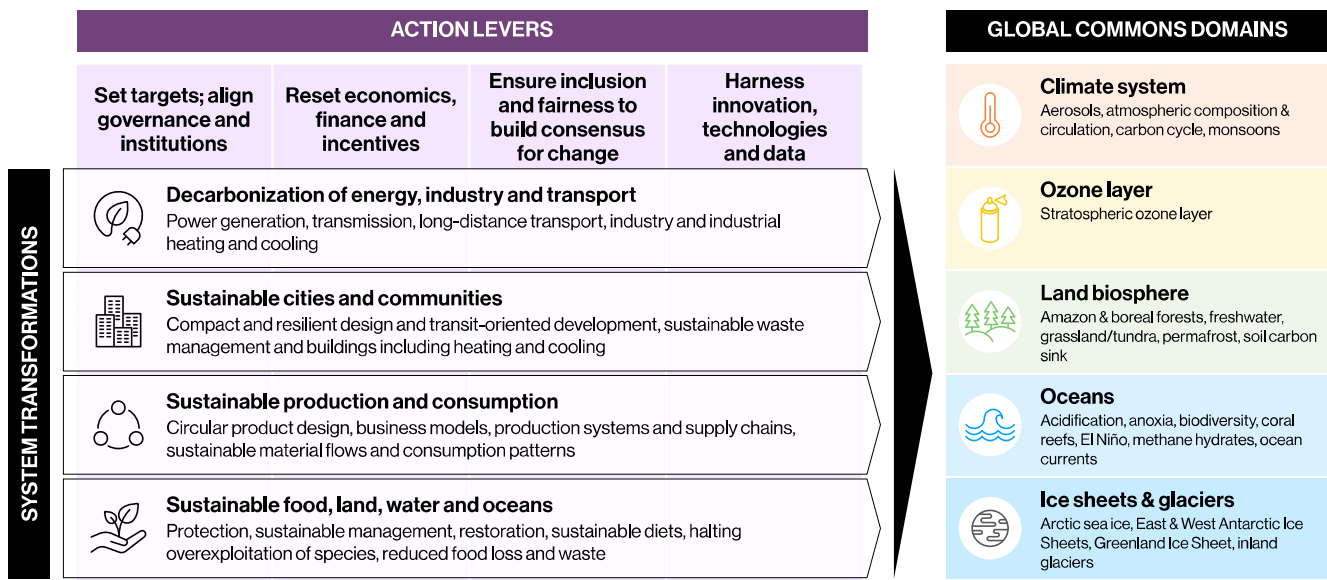 ACTION LEVERS
Set targets; align
governance and
institutions
Reset economics,
finance and
incentives
Ensure inclusion
and fairness to
build consensus
for change
Harness
innovation,
technologies
and data
SYSTEM TRANSFORMATIONS
Decarbonization of energy, industry and transport
Power generation, transmission, long-distance transport, industry and industrial
heating and cooling
Sustainable cities and communities
Compact and resilient design and transit-oriented development, sustainable waste
management and buildings including heating and cooling
Sustainable production and consumption
Circular product design, business models, production systems and supply chains,
sustainable material flows and consumption patterns
Sustainable food, land, water and oceans
Protection, sustainable management, restoration, sustainable diets, halting
overexploitation of species, reduced food loss and waste
GLOBAL COMMONS DOMAINS
Climate system
Aerosols, atmospheric composition &
circulation, carbon cycle, monsoons
Ozone layer
Stratospheric ozone layer
Land biosphere
Amazon & boreal forests, freshwater,
grassland/tundra, permafrost, soil carbon
sink
Oceans
Acidification, anoxia, biodiversity, coral
reefs, El Niño, methane hydrates, ocean
currents
Ice sheets & glaciers
Arctic sea ice, East & West Antarctic Ice
Sheets, Greenland Ice Sheet, inland
glaciers